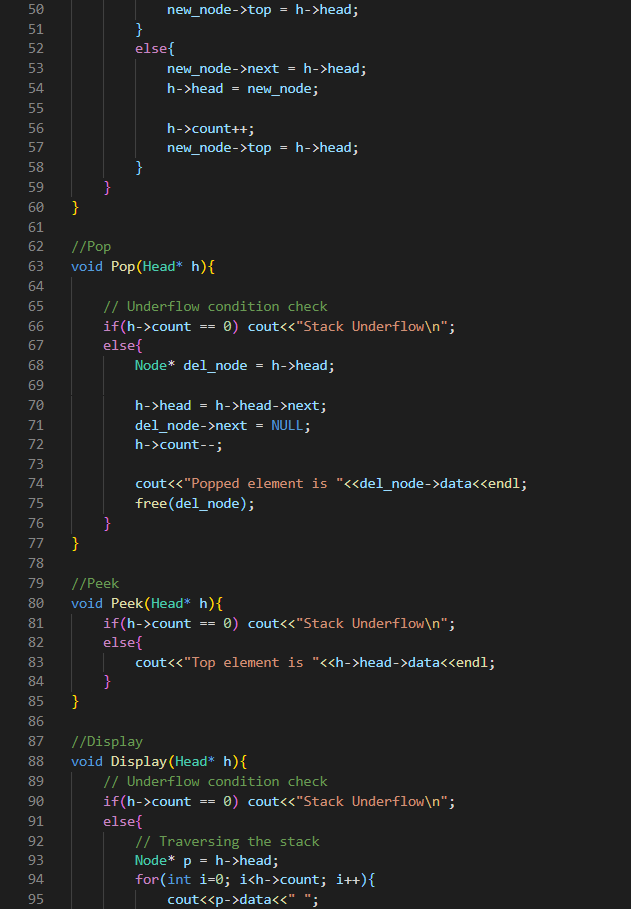 50 new_node->top = h->head;
51 }
52 else{
53 new_node->next = h->head;
54 h->head = new_node;
55
56 h->count++;
57 new_node->top = h->head;
58 }
59 }
60 }
61
62 //Pop
63 void Pop(Head* h){
64
65 // Underflow condition check
66 if(h->count == 0) cout<<"Stack Underflow\n";
67 else{
68 Node* del_node = h->head;
69
70 h->head = h->head->next;
71 del_node->next = NULL;
72 h->count--;
73
74 cout<<"Popped element is "<<del_node->data<<endl;
75 free(del_node);
76 }
77 }
78
79 //Peek
80 void Peek(Head* h){
81 if(h->count == 0) cout<<"Stack Underflow\n";
82 else{
83 cout<<"Top element is "<<h->head->data<<endl;
84 }
85 }
86
87 //Display
88 void Display(Head* h){
89 // Underflow condition check
90 if(h->count == 0) cout<<"Stack Underflow\n";
91 else{
92 // Traversing the stack
93 Node* p = h->head;
94 for(int i=0; i<h->count; i++){
95 cout<<p->data<<" ";